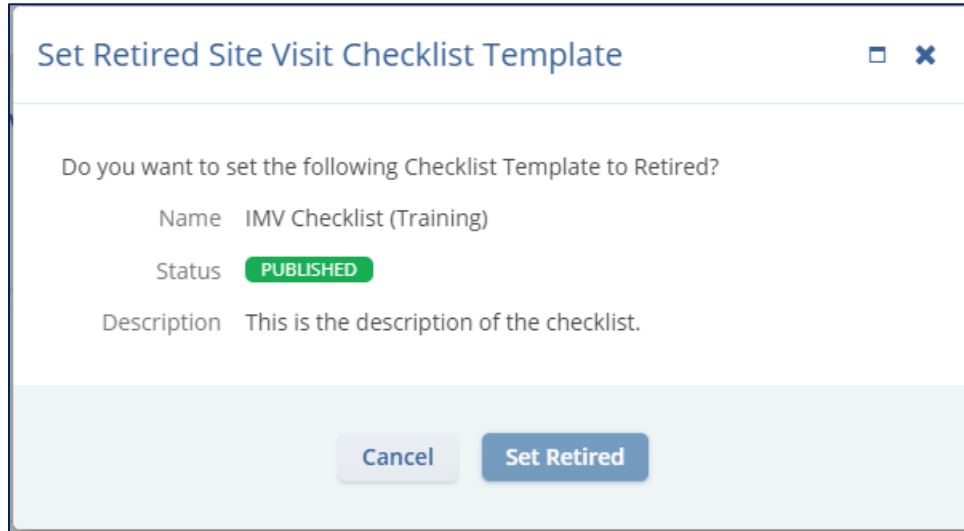 Set Retired Site Visit Checklist Template
Do you want to set the following Checklist Template to Retired?
Name IMV Checklist (Training)
Status PUBLISHED
Description This is the description of the checklist.
Cancel Set Retired